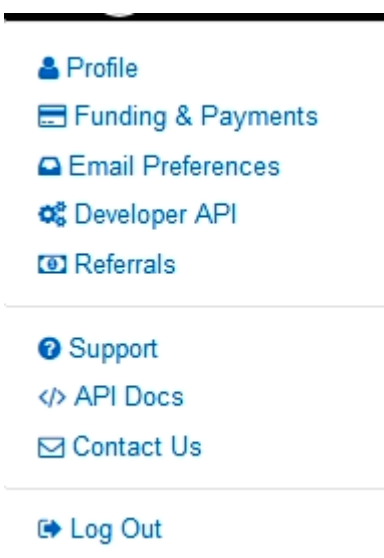 Profile
Funding & Payments
Email Preferences
Developer API
Referrals
Support
API Docs
Contact Us
Log Out